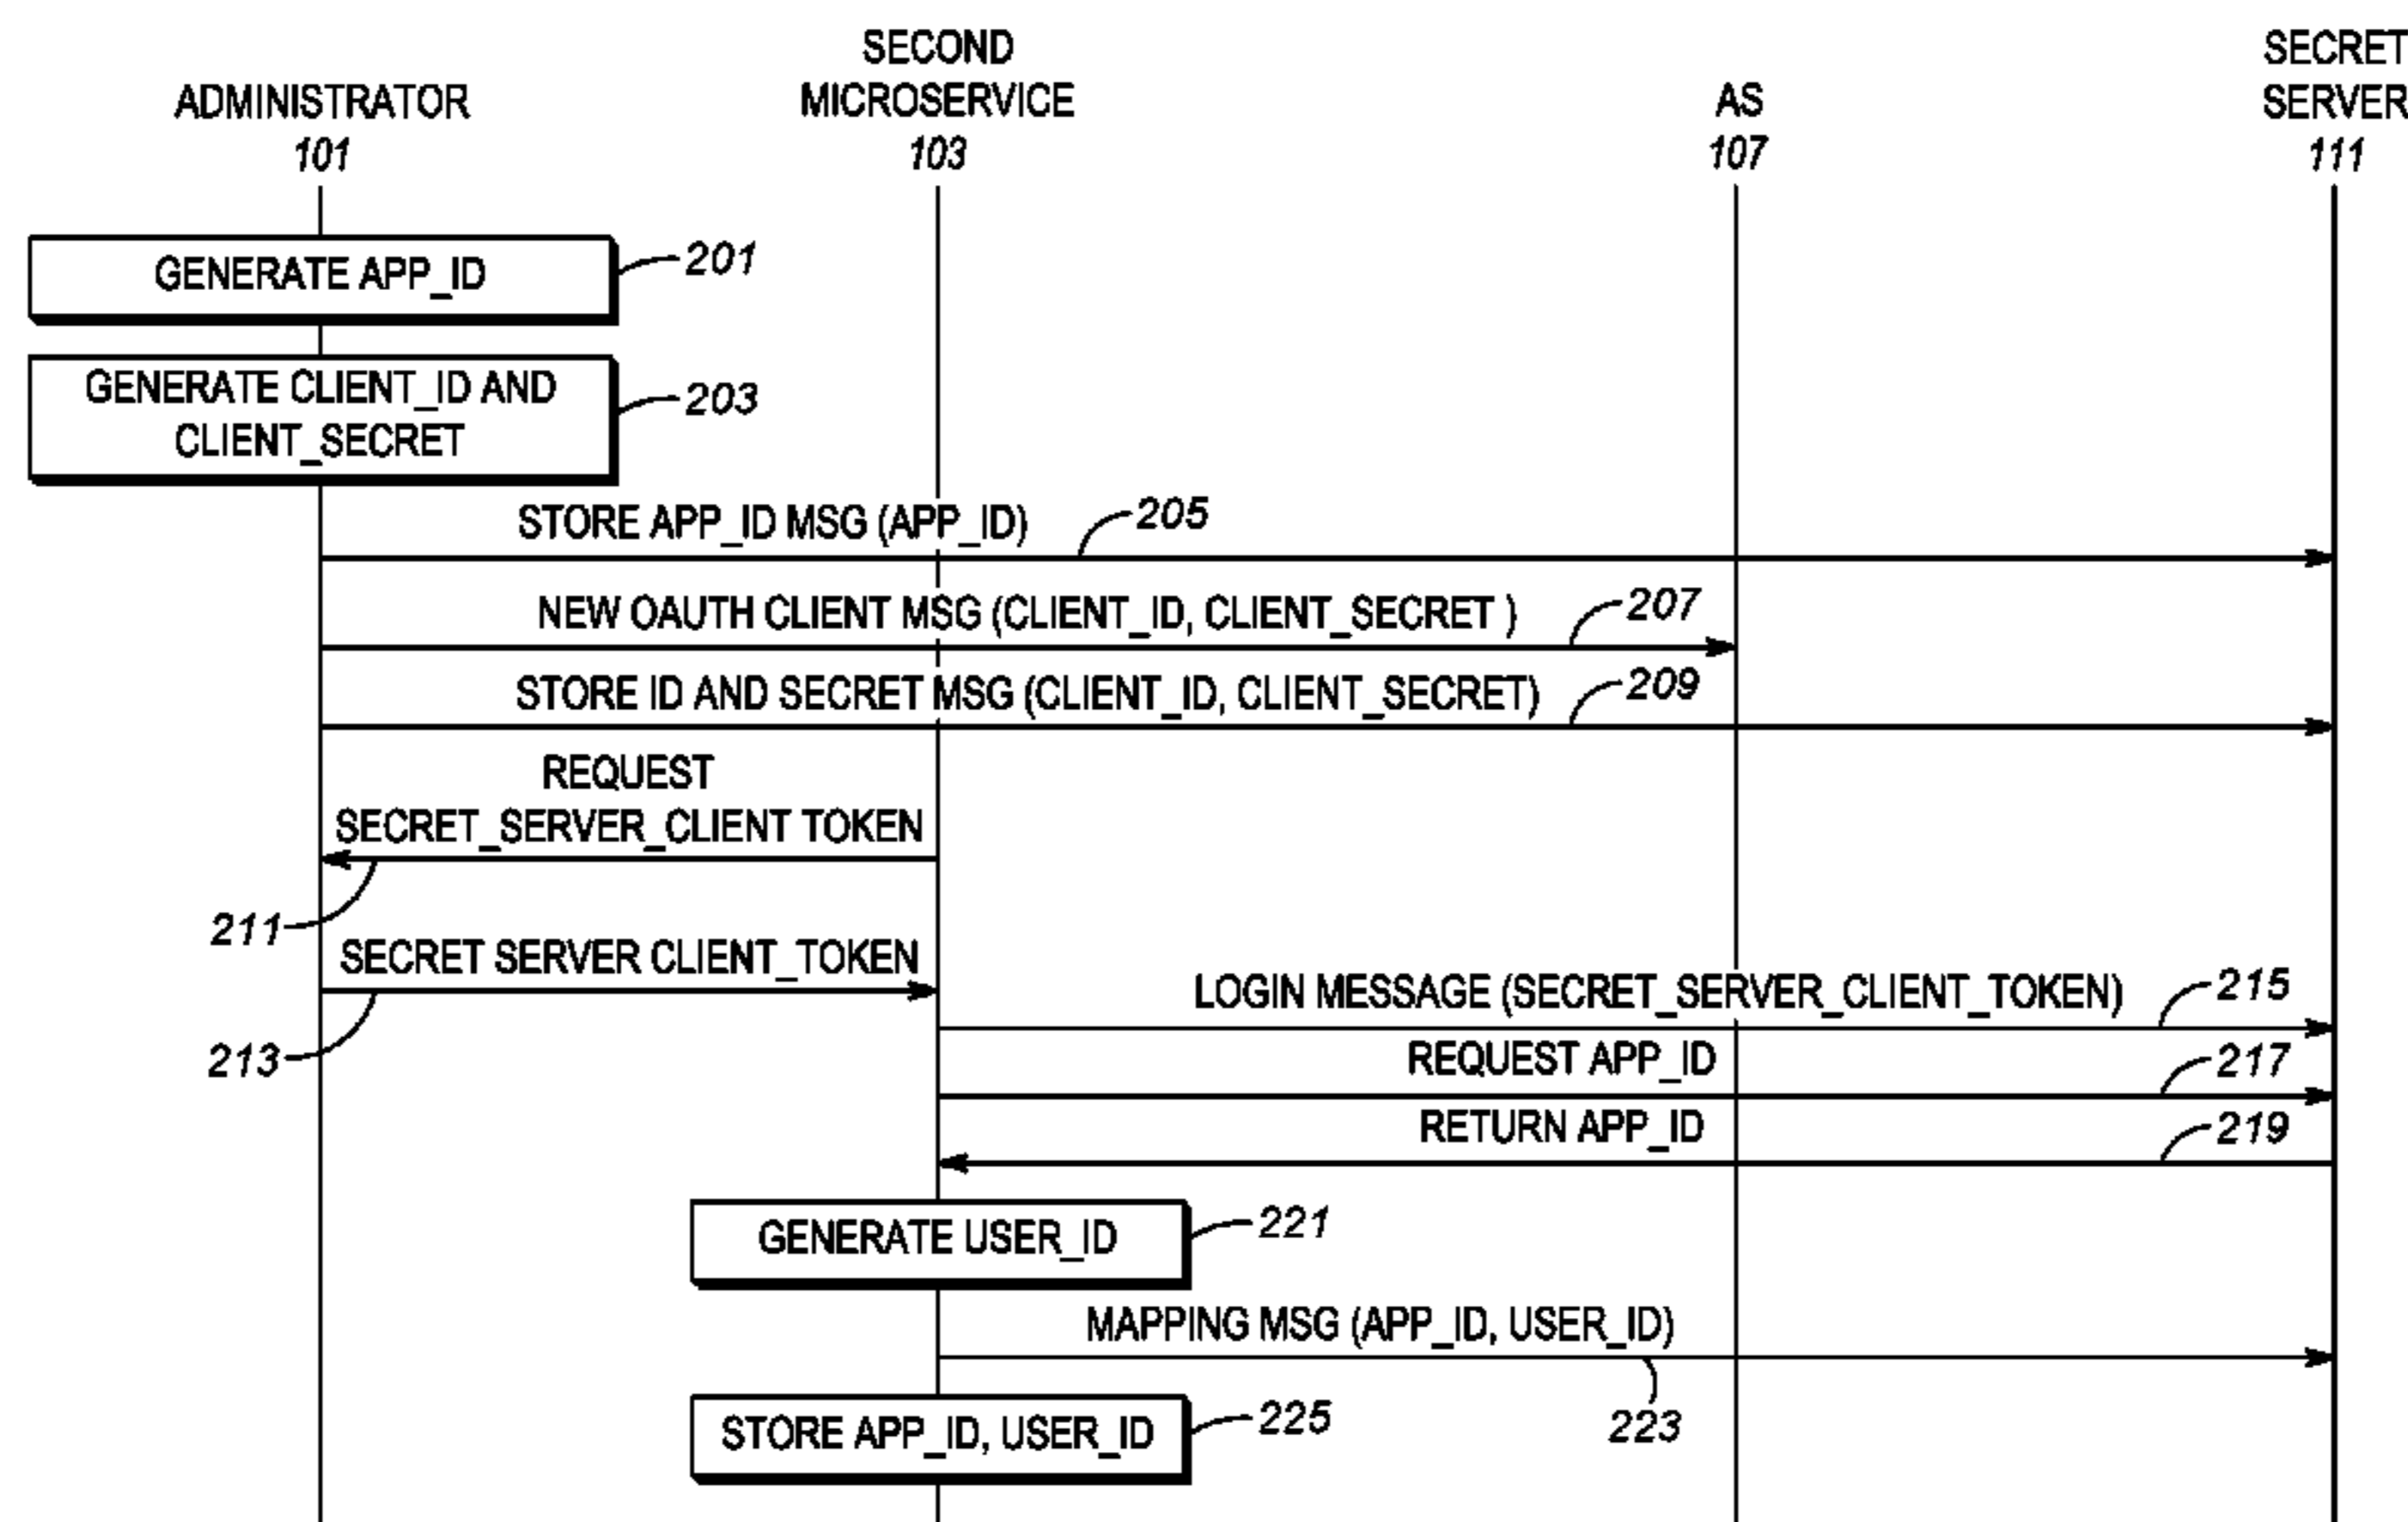 SECOND
MICROSERVICE
103
SECRET
SERVER
111
ADMINISTRATOR
101
AS
107
GENERATE APP_ID
201
GENERATE CLIENT_ID AND
CLIENT_SECRET
203
STORE APP_ID MSG (APP_ID)
205
NEW OAUTH CLIENT MSG (CLIENT_ID, CLIENT_SECRET )
207
STORE ID AND SECRET MSG (CLIENT_ID, CLIENT_SECRET)
209
REQUEST
SECRET_SERVER_CLIENT TOKEN
211
SECRET SERVER CLIENT_TOKEN
213
LOGIN MESSAGE (SECRET_SERVER_CLIENT_TOKEN)
215
REQUEST APP_ID
217
RETURN APP_ID
219
GENERATE USER_ID
221
MAPPING MSG (APP_ID, USER_ID)
223
STORE APP_ID, USER_ID
225